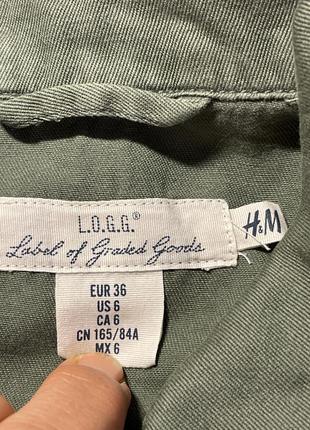 L.O.G.G.®
Label of Graded Goods
H&M
EUR 36
US 6
CA 6
CN 165/84A
MX 6